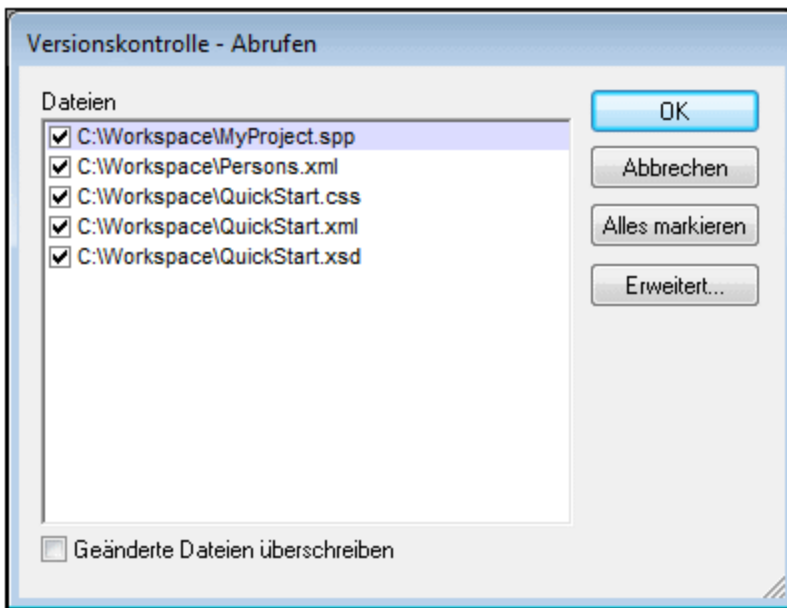 Versionskontrolle - Abrufen
Dateien
C:\Workspace\MyProject.spp
C:\Workspace\Persons.xml
C:\Workspace\QuickStart.css
C:\Workspace\QuickStart.xml
C:\Workspace\QuickStart.xsd
OK
Abbrechen
Alles markieren
Erweitert...
Geänderte Dateien überschreiben